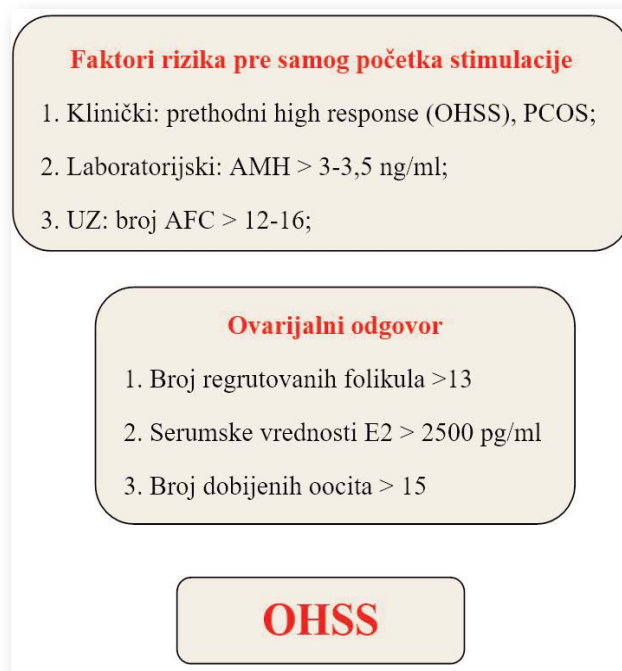 Faktori rizika pre samog početka stimulacije
1. Klinički: prethodni high response (OHSS), PCOS;
2. Laboratorijski: AMH > 3-3,5 ng/ml;
3. UZ: broj AFC > 12-16;
Ovarijalni odgovor
1. Broj regrutovanih folikula >13
2. Serumske vrednosti E2 > 2500 pg/ml
3. Broj dobijenih oocita > 15
OHSS